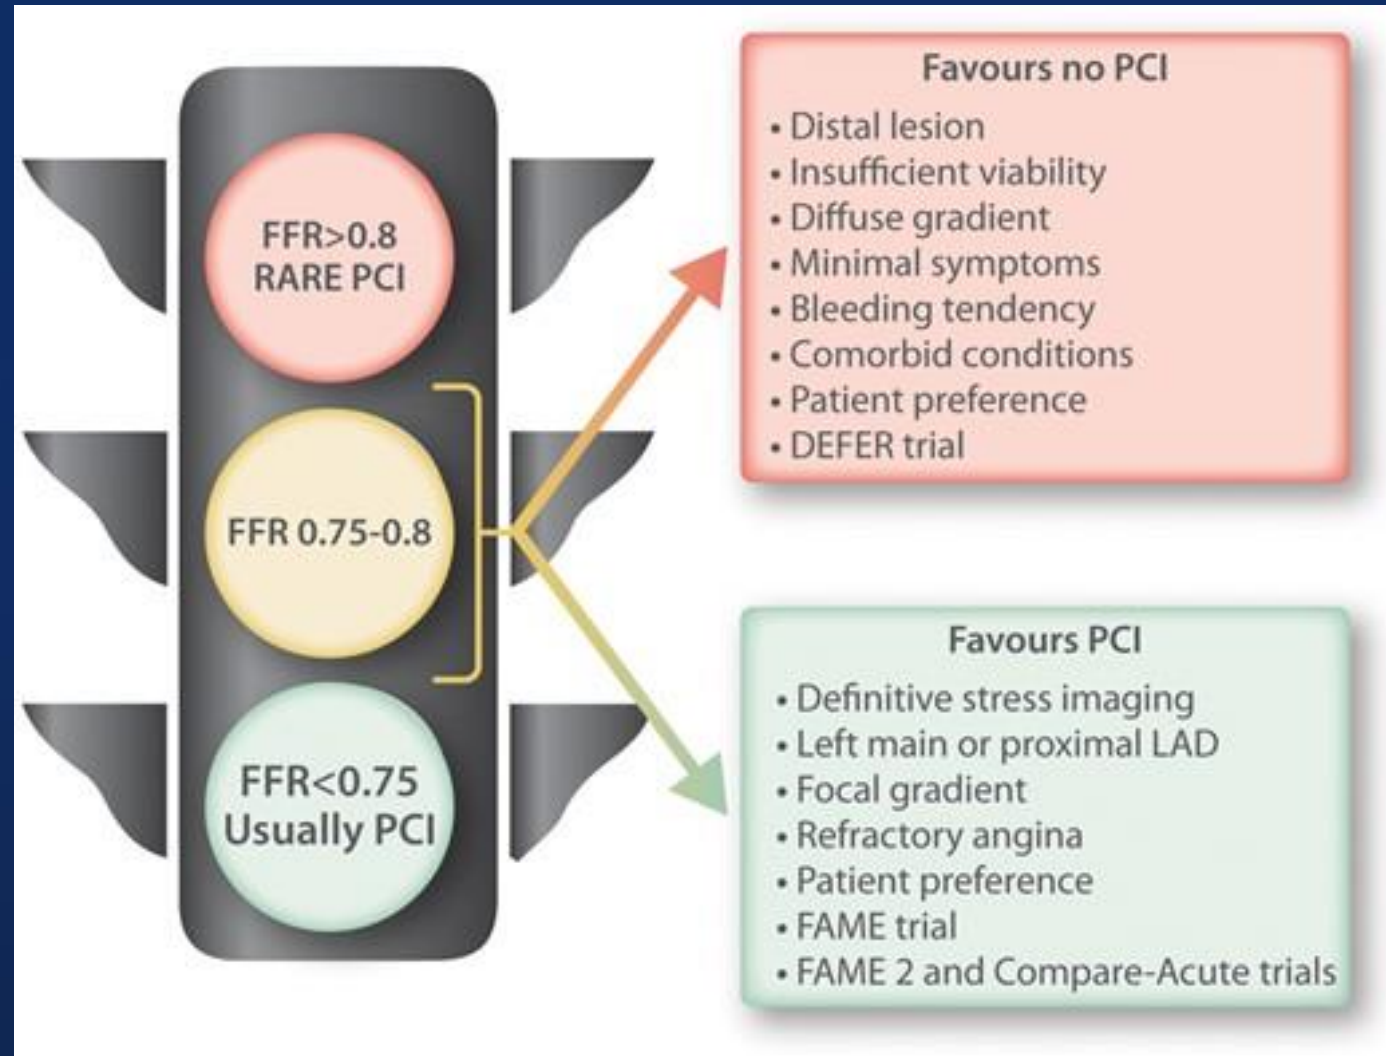 FFR>0.8
RARE PCI
FFR 0.75-0.8
FFR<0.75
Usually PCI
Favours no PCI
• Distal lesion
• Insufficient viability
• Diffuse gradient
• Minimal symptoms
• Bleeding tendency
• Comorbid conditions
• Patient preference
• DEFER trial
Favours PCI
• Definitive stress imaging
• Left main or proximal LAD
• Focal gradient
• Refractory angina
• Patient preference
• FAME trial
• FAME 2 and Compare-Acute trials